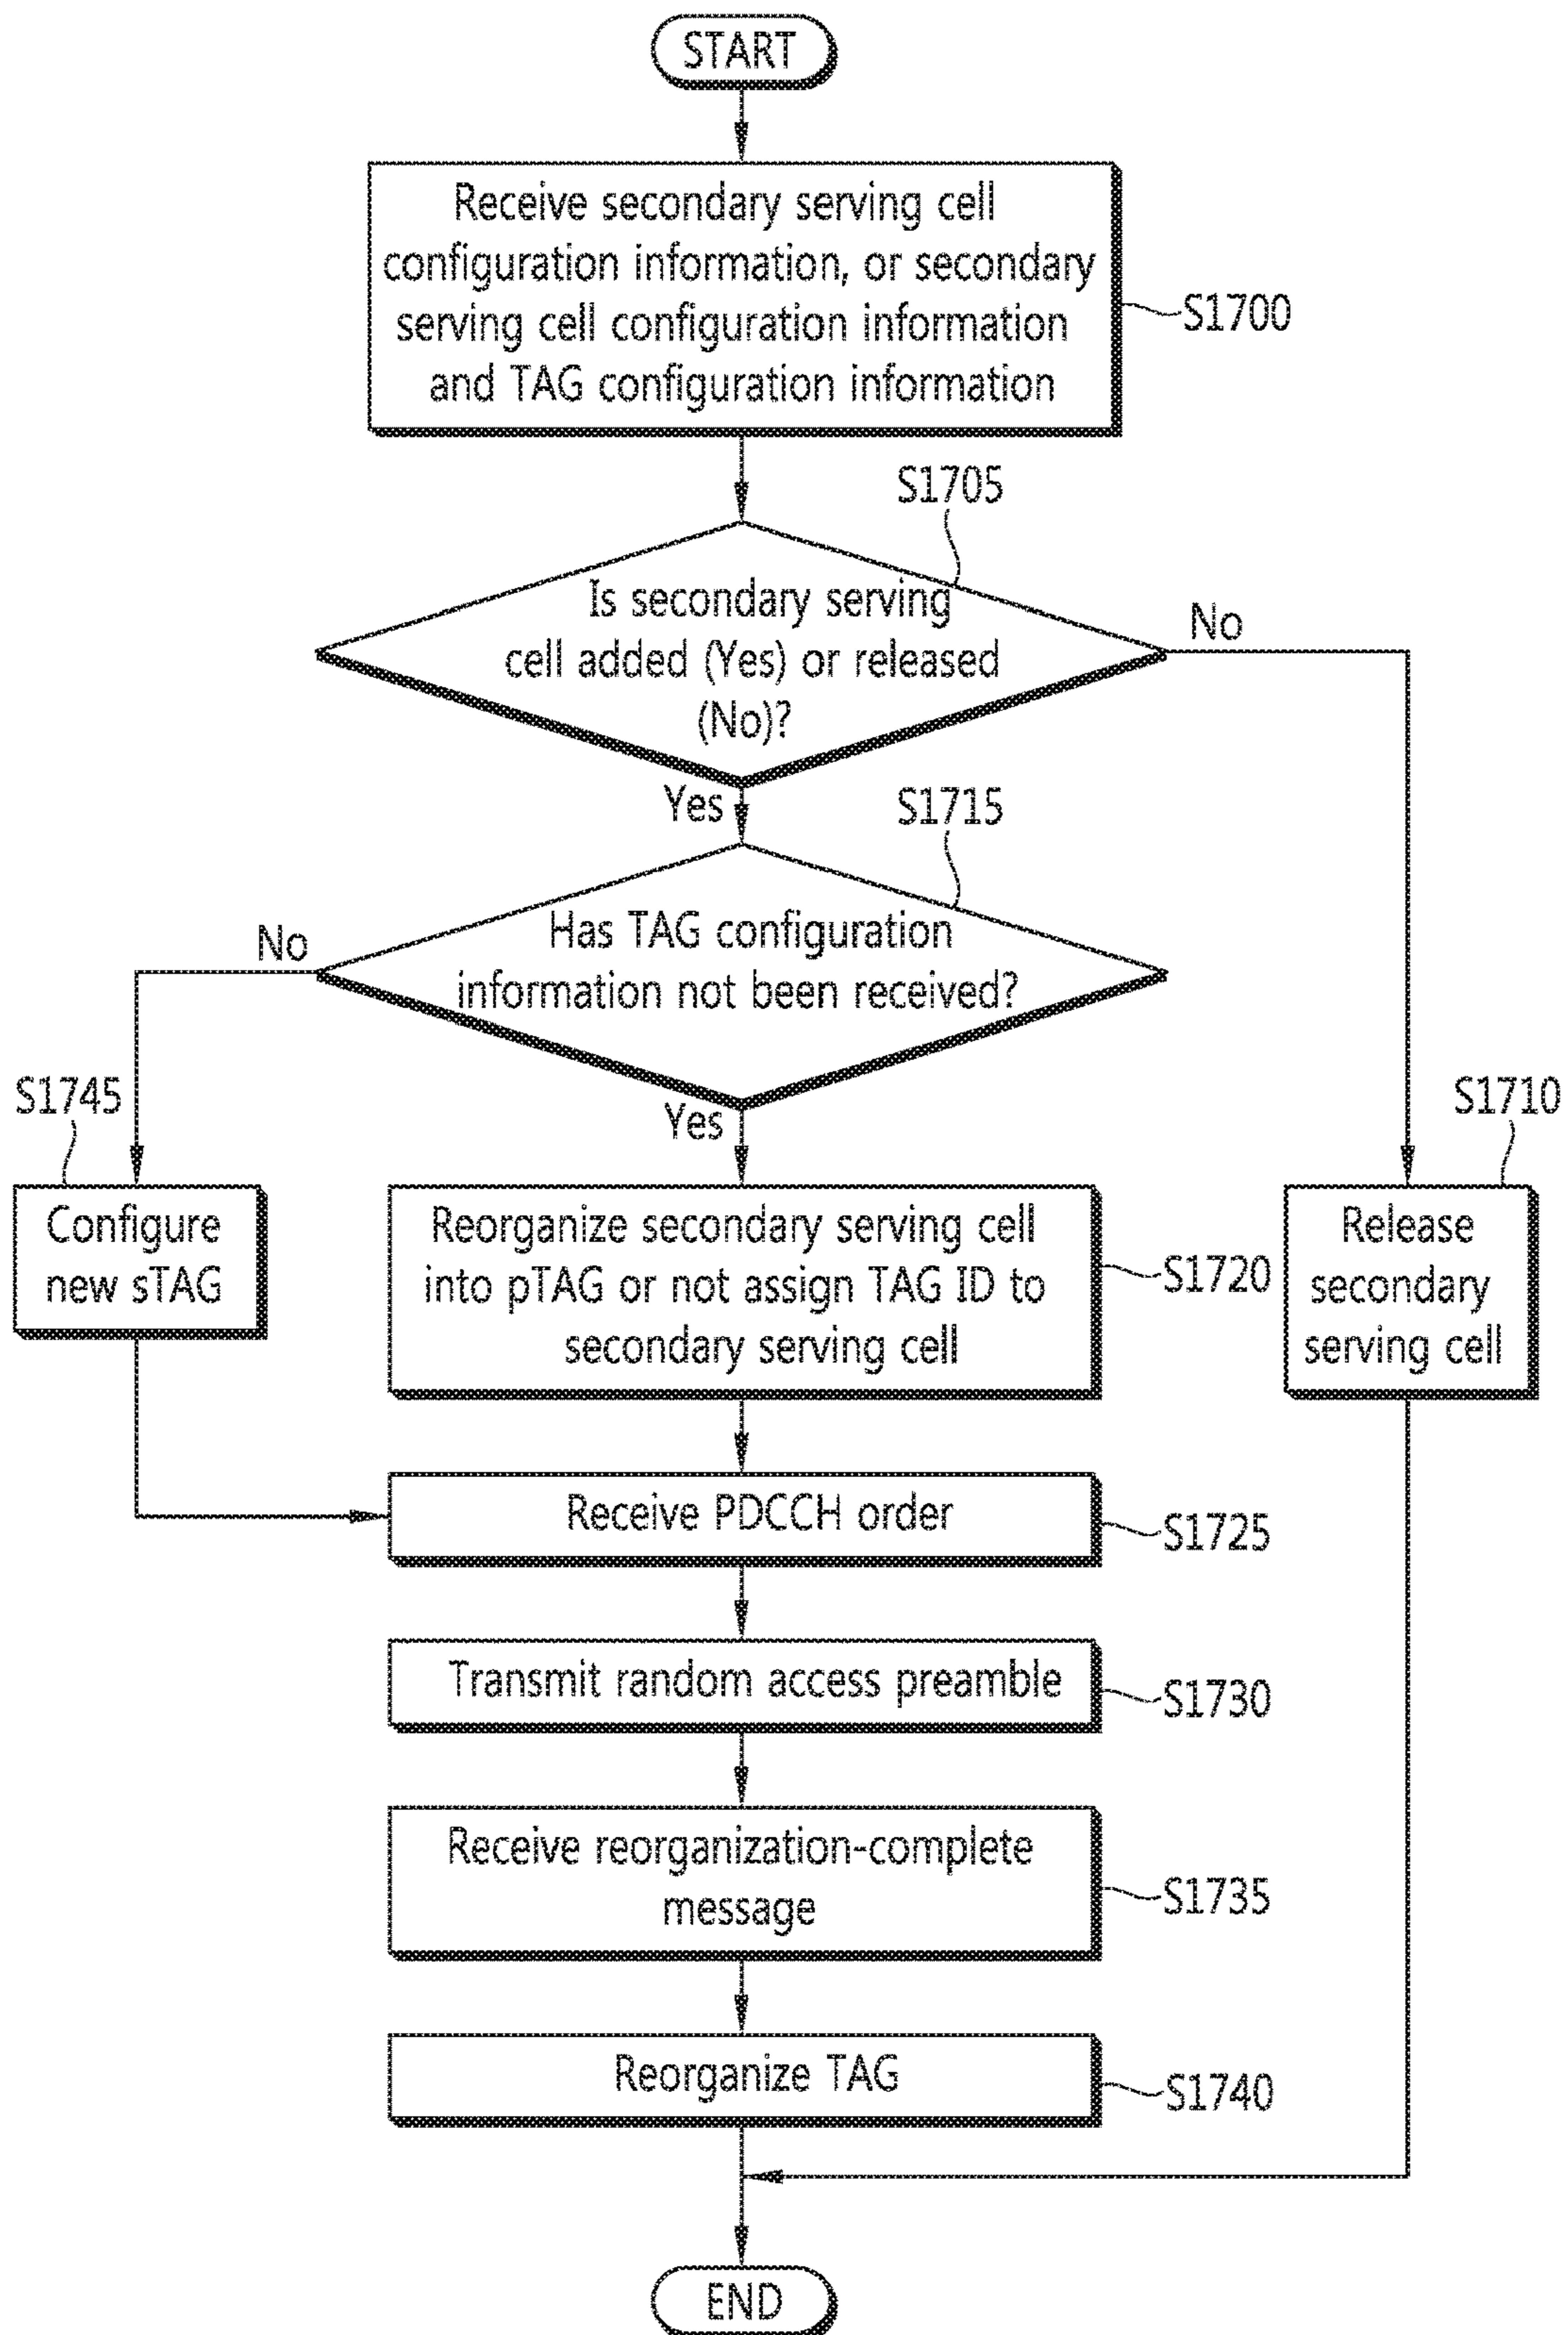 START
Receive secondary serving cell
configuration information, or secondary
serving cell configuration information
and TAG configuration information
S1700
S1705
Is secondary serving
cell added (Yes) or released
(No)?
No
Yes
S1715
Has TAG configuration
information not been received?
No
Yes
S1745
Configure
new sTAG
Reorganize secondary serving cell
into pTAG or not assign TAG ID to
secondary serving cell
S1720
S1710
Release
secondary
serving cell
Receive PDCCH order
S1725
Transmit random access preamble
S1730
Receive reorganization-complete
message
S1735
Reorganize TAG
S1740
END